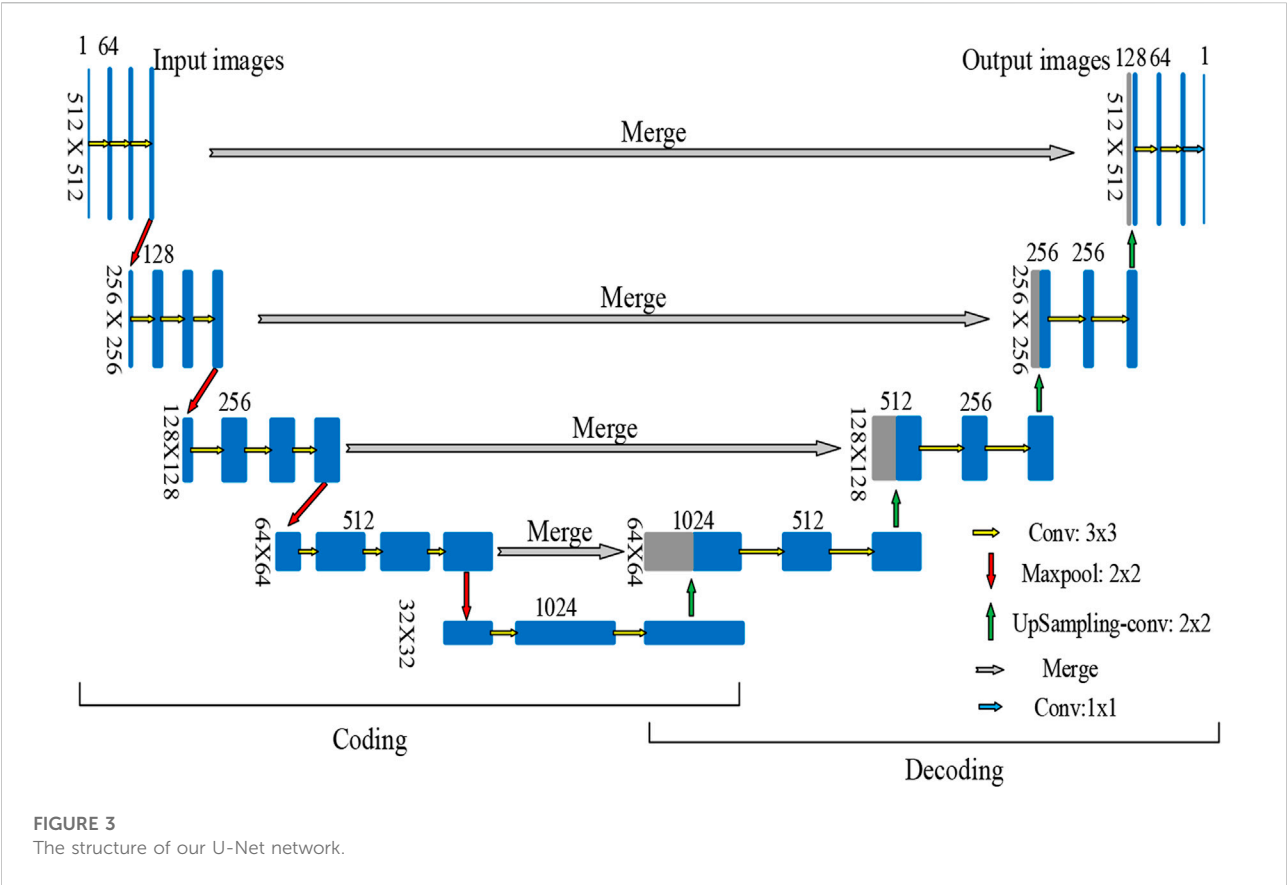 1 64
Input images
512 X 512
Merge
Output images 128 64 1
512 X 512
128
256 X 256
Merge
256 256
256 X 256
256
128X128
Merge
512 256
128X128
512
64X64
Merge
1024 512
64X64
1024
32X32
Conv: 3x3
Maxpool: 2x2
UpSampling-conv: 2x2
Merge
Conv:1x1
Coding
Decoding
FIGURE 3
The structure of our U-Net network.